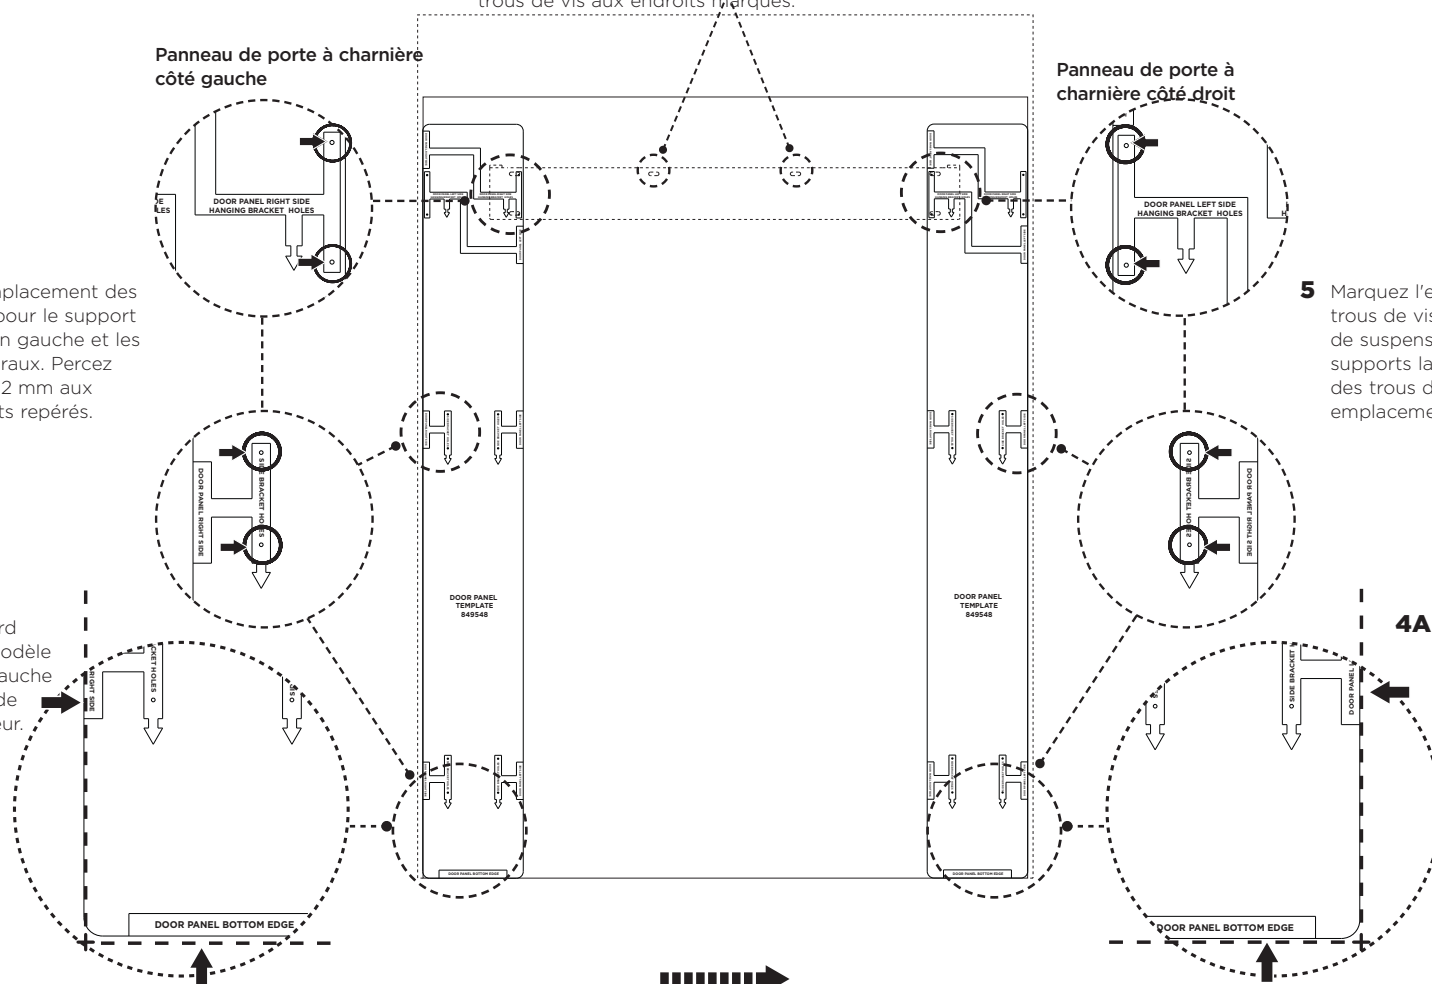 trous de vis aux endroits marqués.
Panneau de porte à charnière
côté gauche
Panneau de porte à
charnière côté droit
DOOR PANEL RIGHT SIDE
HANGING BRACKET HOLES
DOOR PANEL LEFT SIDE
HANGING BRACKET HOLES
placement des
pour le support
n gauche et les
raux. Percez
2 mm aux
ts repérés.
5 Marquez l'e
trous de vis
de suspens
supports la
des trous d
emplaceme
DOOR PANEL RIGHT SIDE
SIDE BRACKET HOLES
SIDE BRACKET HOLES
DOOR PANEL RIGHT SIDE
DOOR PANEL
TEMPLATE
849548
DOOR PANEL
TEMPLATE
849548
rd
odèle
auche
de
eur.
4A
RIGHT SIDE
CKET HOLES
SIDE BRACKET
DOOR PANEL
DOOR PANEL BOTTOM EDGE
DOOR PANEL BOTTOM EDGE
DOOR PANEL BOTTOM EDGE
DOOR PANEL BOTTOM EDGE